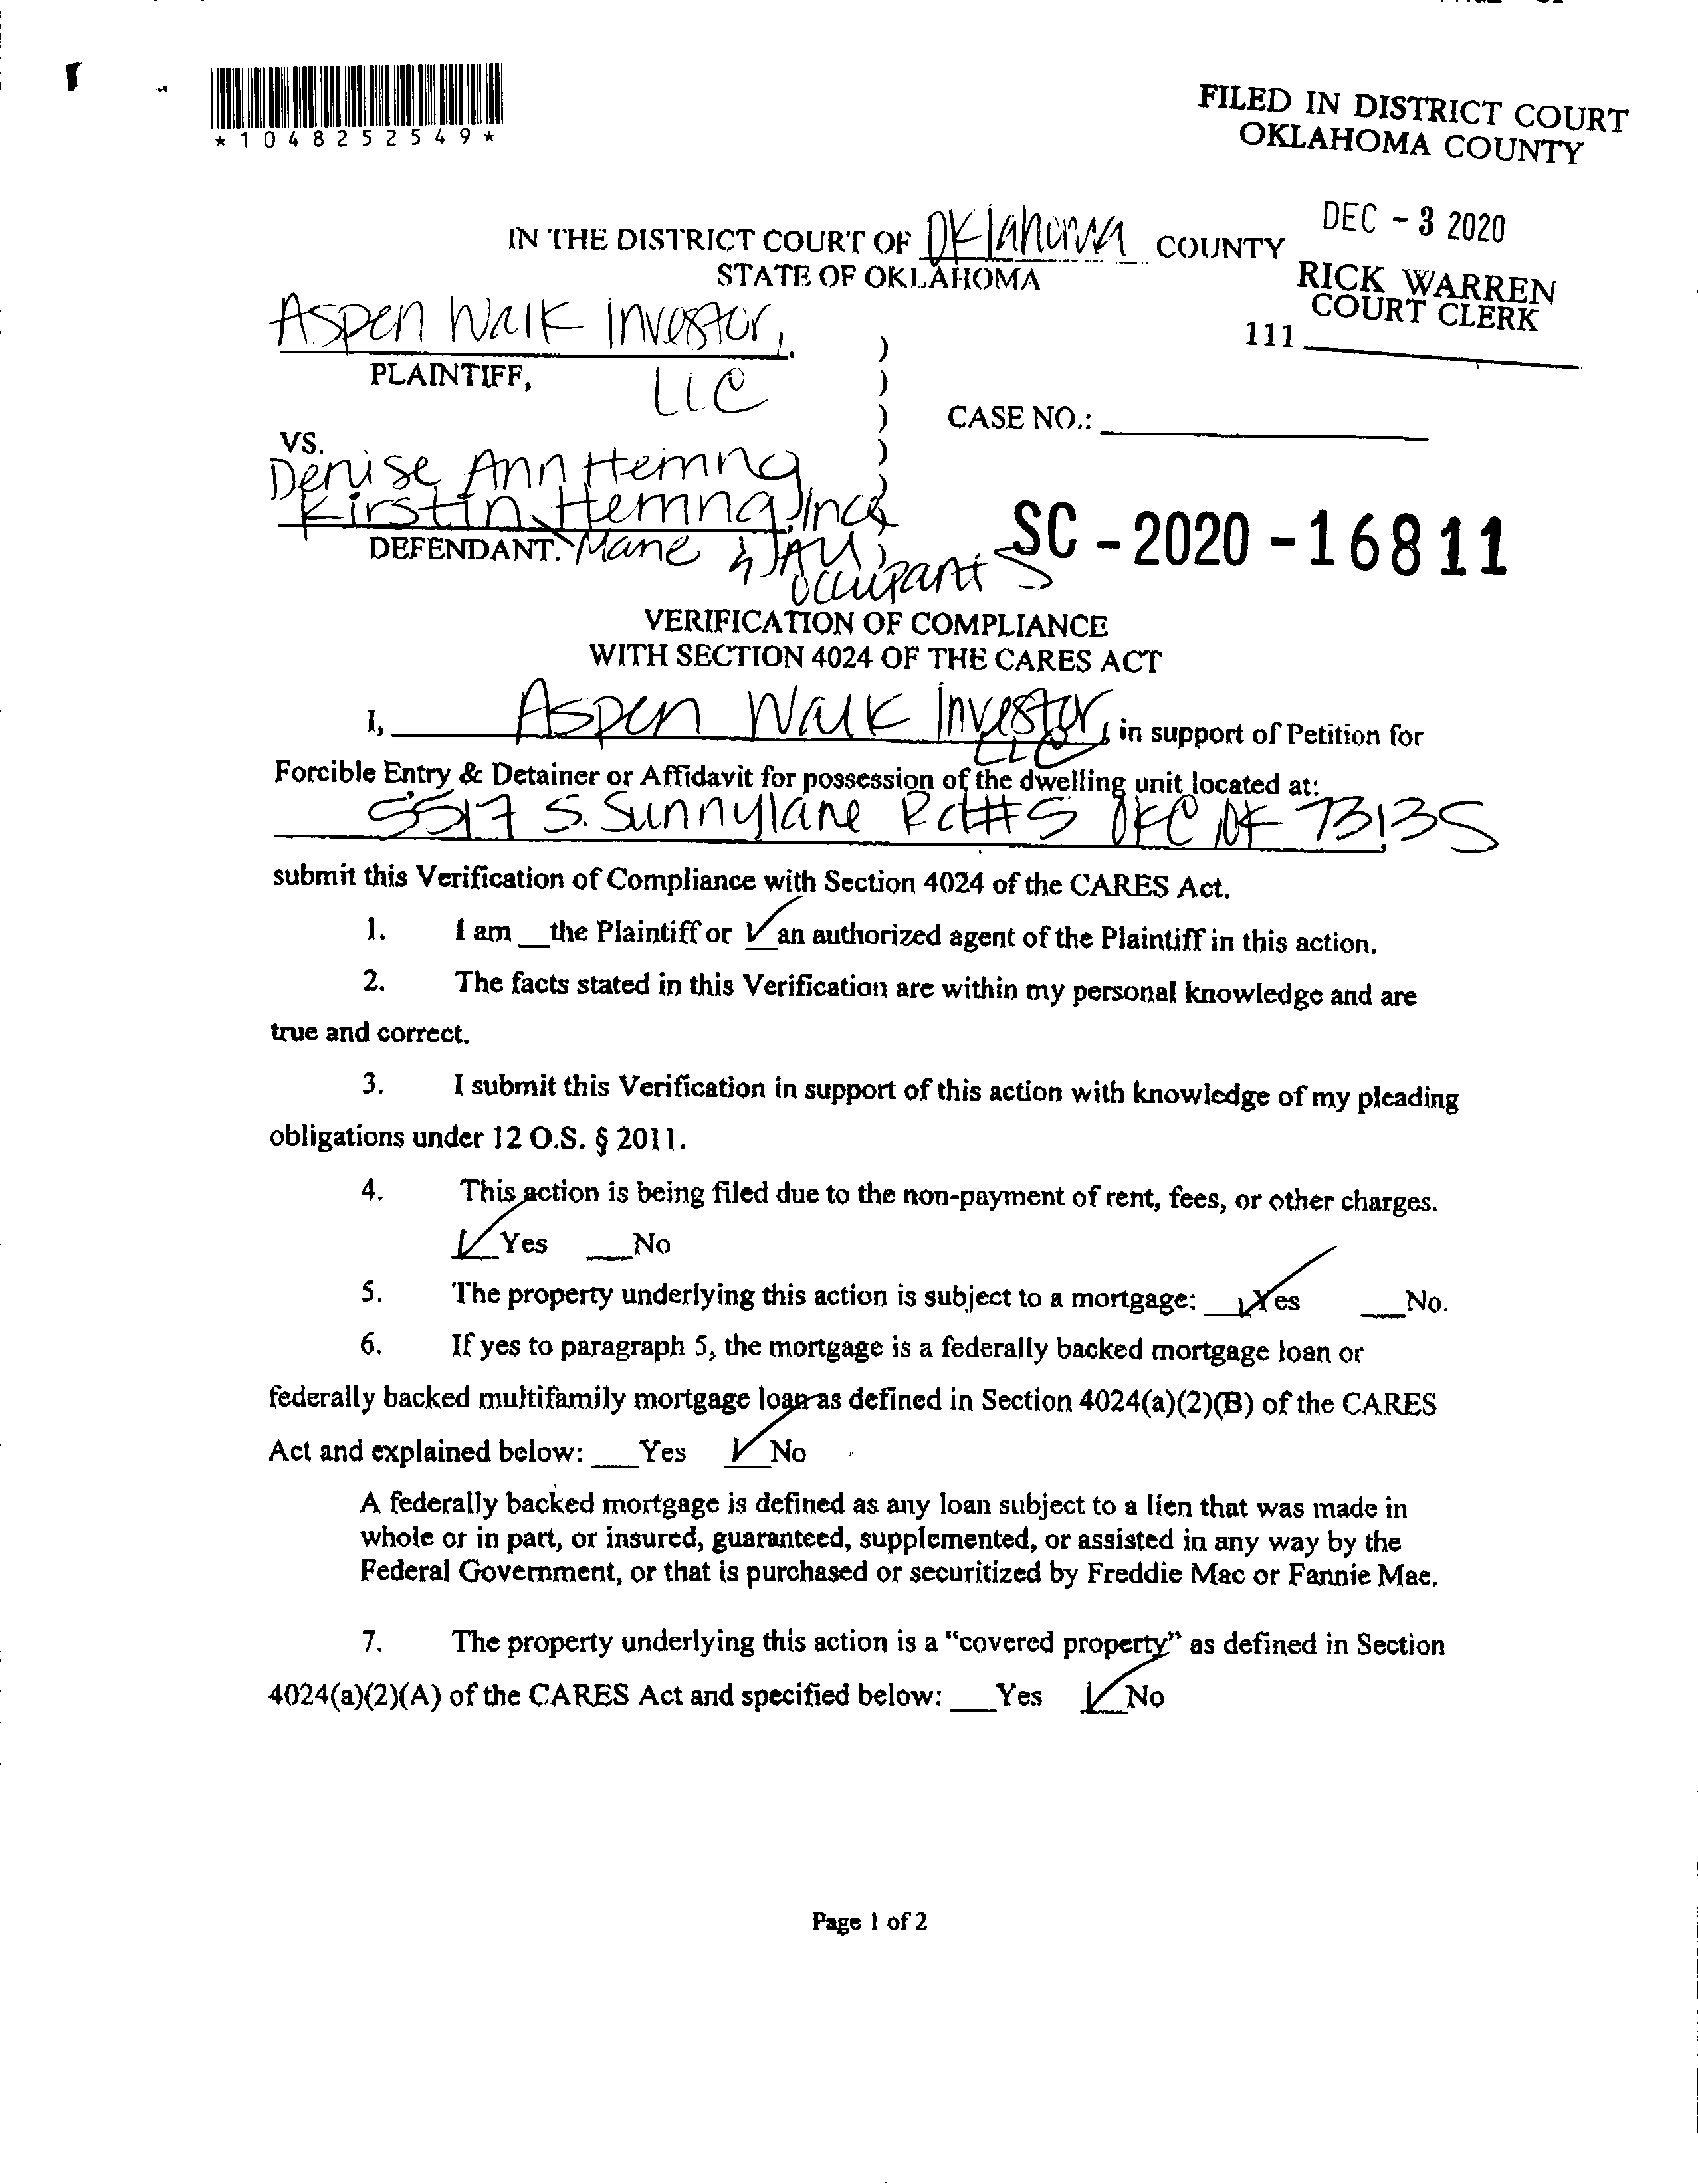 *1048252549*
FILED IN DISTRICT COURT
OKLAHOMA COUNTY
DEC - 3 2020
RICK WARREN
COURT CLERK
111
IN THE DISTRICT COURT OF Oklahoma COUNTY
STATE OF OKLAHOMA
Aspen Walk Investor,
LLC
PLAINTIFF,
)
)
)
)
)
CASE NO.:
VS.
Denise Ann Hemng
Kirstin Hemng,
DEFENDANT. Marie & All
occupants
SC-2020-16811
VERIFICATION OF COMPLIANCE
WITH SECTION 4024 OF THE CARES ACT
I, Aspen Walk Investor, LLC, in support of Petition for
Forcible Entry & Detainer or Affidavit for possession of the dwelling unit located at:
5517 S. Sunnylane Rd #5 OKC OK 73135
submit this Verification of Compliance with Section 4024 of the CARES Act.
1. I am __the Plaintiff or ✓ an authorized agent of the Plaintiff in this action.
2. The facts stated in this Verification are within my personal knowledge and are
true and correct.
3. I submit this Verification in support of this action with knowledge of my pleading
obligations under 12 O.S. § 2011.
4. This action is being filed due to the non-payment of rent, fees, or other charges.
✓ Yes __No
5. The property underlying this action is subject to a mortgage: ✓ Yes __No.
6. If yes to paragraph 5, the mortgage is a federally backed mortgage loan or
federally backed multifamily mortgage loan as defined in Section 4024(a)(2)(B) of the CARES
Act and explained below: __Yes ✓ No
A federally backed mortgage is defined as any loan subject to a lien that was made in
whole or in part, or insured, guaranteed, supplemented, or assisted in any way by the
Federal Government, or that is purchased or securitized by Freddie Mac or Fannie Mae.
7. The property underlying this action is a "covered property" as defined in Section
4024(a)(2)(A) of the CARES Act and specified below: __Yes ✓ No
Page 1 of 2